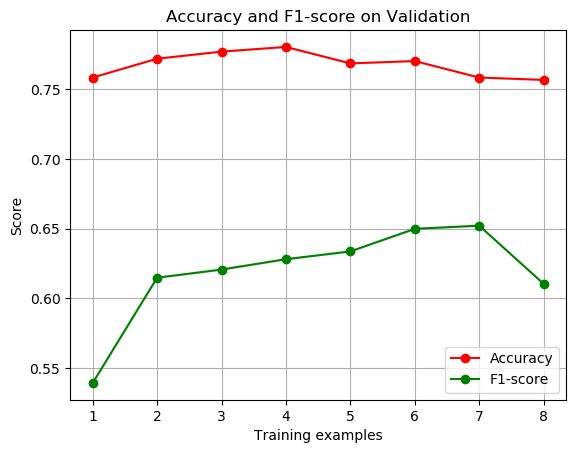 Accuracy and F1-score on Validation
0.75
0.70
0.65
0.60
0.55
Score
1 2 3 4 5 6 7 8
Training examples
Accuracy
F1-score